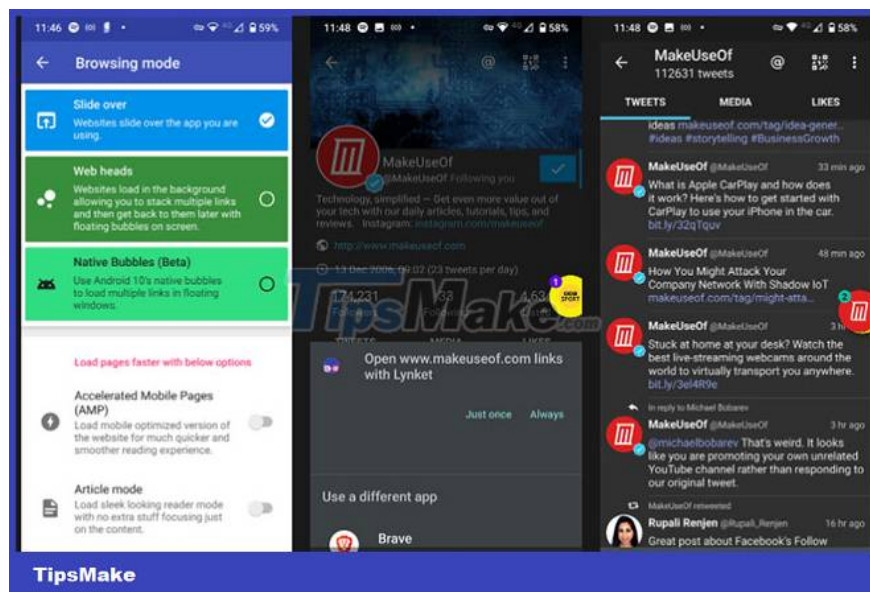 11:46
59%
Browsing mode
Slide over
Websites slide over the app you are
using.
Web heads
Websites load in the background
allowing you to stack multiple links
and then get back to them later with
floating bubbles on screen.
Native Bubbles (Beta)
Use Android 10's native bubbles
to load multiple links in floating
windows.
Load pages faster with below options
Accelerated Mobile Pages
(AMP)
Load mobile optimized version of
the website for much quicker and
smoother reading experience.
Article mode
Load sleek looking reader mode
with no extra stuff focusing just
on the content.
11:48
4G
58%
MakeUseOf
@MakeUseOf Following you
Technology, simplified — Get even more value out of
your tech with our daily articles, tutorials, tips, and
reviews. Instagram: instagram.com/makeuseof
http://www.makeuseof.com
13 Dec 2006, 09:02 (23 tweets per day)
174,231
Followers
TWEETS MEDIA LIKES
1
SPORT
Open www.makeuseof.com links
with Lynket
Just once Always
Use a different app
Brave
11:48
4G
58%
MakeUseOf
112631 tweets
TWEETS MEDIA LIKES
ideas makeuseof.com/tag/idea-gener...
#ideas #storytelling #BusinessGrowth
MakeUseOf @MakeUseOf 33 min ago
What is Apple CarPlay and how does
it work? Here's how to get started with
CarPlay to use your iPhone in the car.
bit.ly/32qTquv
MakeUseOf @MakeUseOf 48 min ago
How You Might Attack Your
Company Network With Shadow IoT
makeuseof.com/tag/might-atta...
2
MakeUseOf @MakeUseOf 3 h
Stuck at home at your desk? Watch the
best live-streaming webcams around the
world to virtually transport you anywhere.
bit.ly/3el4R9e
In reply to Michael Bobarev
MakeUseOf @MakeUseOf 3 hr ago
@michaelbobarev That's weird. It looks
like you are promoting your own unrelated
YouTube channel rather than responding to
our original tweet.
MakeUseOf retweeted
Rupali Renjen @Rupali_Renjen 16 hr ago
Great post about Facebook's Follow
TipsMake.com
TipsMake